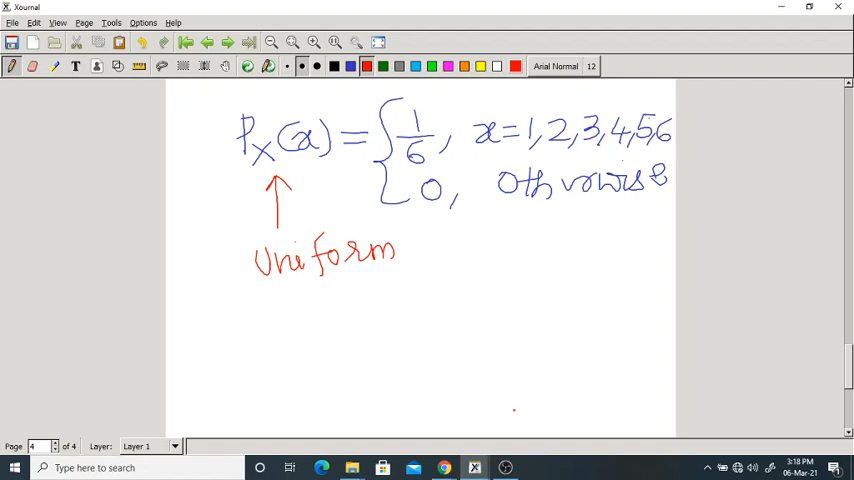 Xournal
File Edit View Page Tools Options Help
Arial Normal 12
Pₓ(x) = { 1/6, x=1,2,3,4,5,6
0, otherwise
Uniform
Page 4 of 4 Layer: Layer 1
Type here to search
3:18 PM
06-Mar-21
1